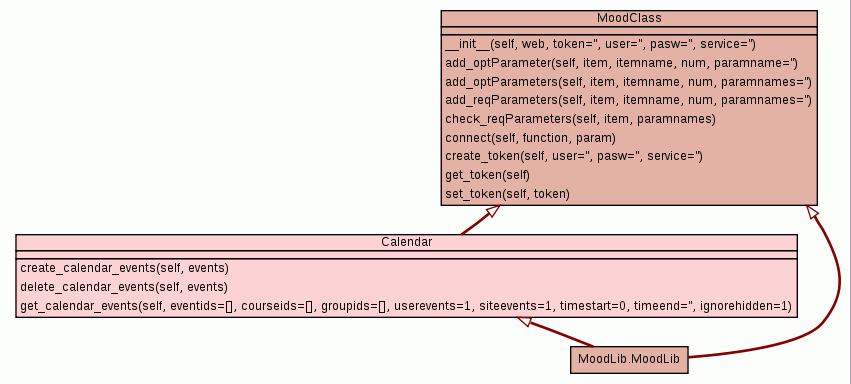 MoodClass
__init__(self, web, token='', user='', pasw='', service='')
add_optParameter(self, item, itemname, num, paramname='')
add_optParameters(self, item, itemname, num, paramnames='')
add_reqParameters(self, item, itemname, num, paramnames='')
check_reqParameters(self, item, paramnames)
connect(self, function, param)
create_token(self, user='', pasw='', service='')
get_token(self)
set_token(self, token)
Calendar
create_calendar_events(self, events)
delete_calendar_events(self, events)
get_calendar_events(self, eventids=[], courseids=[], groupids=[], userevents=1, siteevents=1, timestart=0, timeend='', ignorehidden=1)
MoodLib.MoodLib